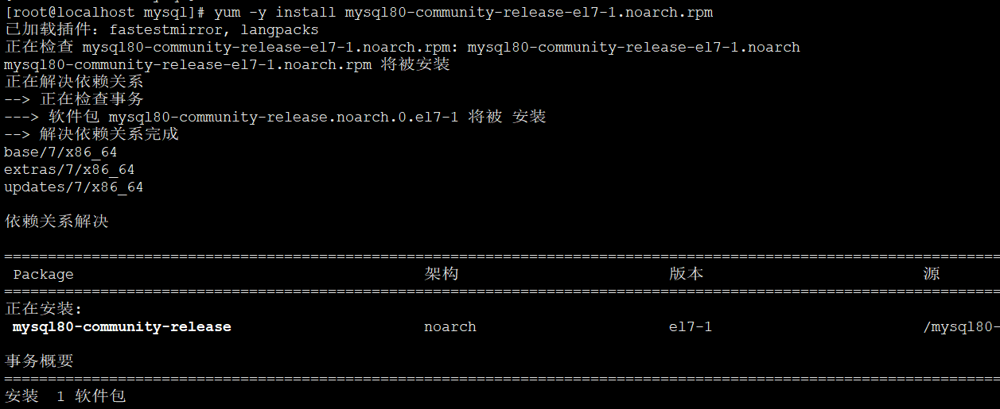 [root@localhost mysql]# yum -y install mysql80-community-release-el7-1.noarch.rpm
已加载插件：fastestmirror, langpacks
正在检查 mysql80-community-release-el7-1.noarch.rpm: mysql80-community-release-el7-1.noarch
mysql80-community-release-el7-1.noarch.rpm 将被安装
正在解决依赖关系
--> 正在检查事务
---> 软件包 mysql80-community-release.noarch.0.el7-1 将被 安装
--> 解决依赖关系完成
base/7/x86_64
extras/7/x86_64
updates/7/x86_64
依赖关系解决
================================================================================================================
Package 架构 版本 源
================================================================================================================
正在安装:
mysql80-community-release noarch el7-1 /mysql80-
事务概要
================================================================================================================
安装 1 软件包